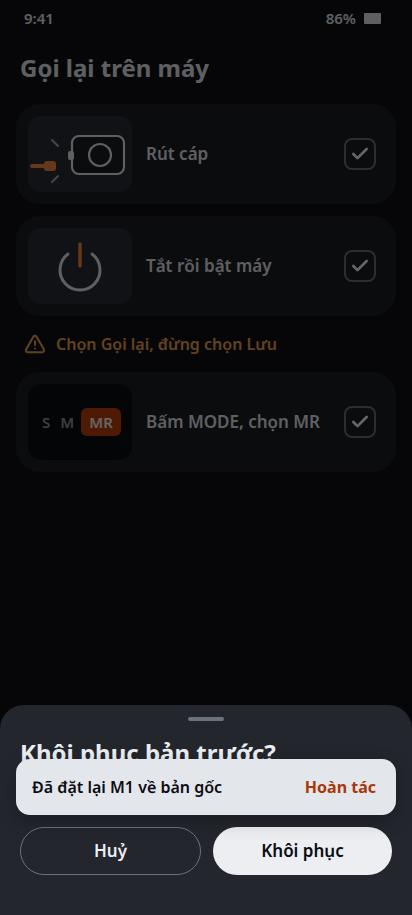 9:41 86%
Gọi lại trên máy
Rút cáp
Tắt rồi bật máy
Chọn Gọi lại, đừng chọn Lưu
S M MR
Bấm MODE, chọn MR
Khôi phục bản trước?
Đã đặt lại M1 về bản gốc Hoàn tác
Huỷ Khôi phục